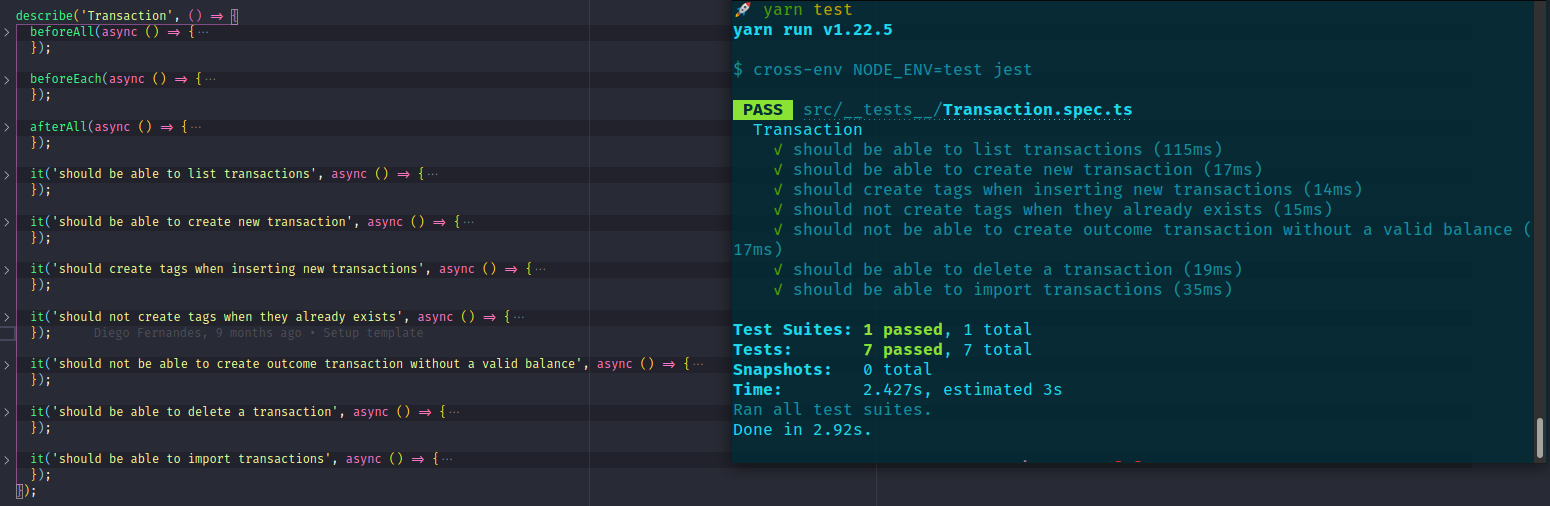 describe('Transaction', () => {
beforeAll(async () => {···
});
beforeEach(async () => {···
});
afterAll(async () => {···
});
it('should be able to list transactions', async () => {···
});
it('should be able to create new transaction', async () => {···
});
it('should create tags when inserting new transactions', async () => {···
});
it('should not create tags when they already exists', async () => {···
});     Diego Fernandes, 9 months ago • Setup template
it('should not be able to create outcome transaction without a valid balance', async () => {···
});
it('should be able to delete a transaction', async () => {···
});
it('should be able to import transactions', async () => {···
});
});
🚀 yarn test
yarn run v1.22.5
$ cross-env NODE_ENV=test jest
PASS src/__tests__/Transaction.spec.ts
Transaction
√ should be able to list transactions (115ms)
√ should be able to create new transaction (17ms)
√ should create tags when inserting new transactions (14ms)
√ should not create tags when they already exists (15ms)
√ should not be able to create outcome transaction without a valid balance (
17ms)
√ should be able to delete a transaction (19ms)
√ should be able to import transactions (35ms)
Test Suites: 1 passed, 1 total
Tests:       7 passed, 7 total
Snapshots:   0 total
Time:        2.427s, estimated 3s
Ran all test suites.
Done in 2.92s.